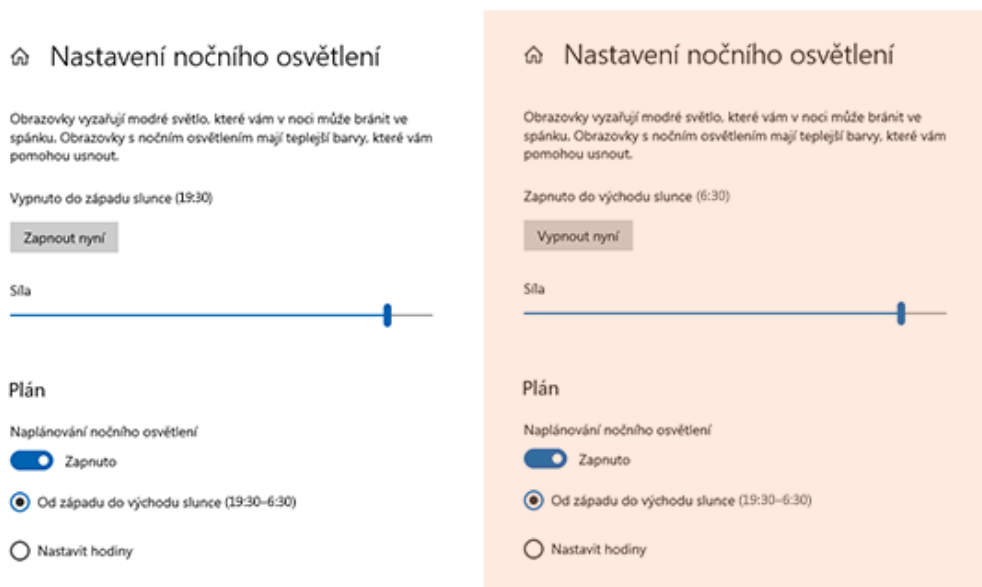 Nastavení nočního osvětlení
Obrazovky vyzařují modré světlo, které vám v noci může bránit ve
spánku. Obrazovky s nočním osvětlením mají teplejší barvy, které vám
pomohou usnout.
Vypnuto do západu slunce (19:30)
Zapnout nyní
Síla
Plán
Naplánování nočního osvětlení
Zapnuto
Od západu do východu slunce (19:30–6:30)
Nastavit hodiny
Nastavení nočního osvětlení
Obrazovky vyzařují modré světlo, které vám v noci může bránit ve
spánku. Obrazovky s nočním osvětlením mají teplejší barvy, které vám
pomohou usnout.
Zapnuto do východu slunce (6:30)
Vypnout nyní
Síla
Plán
Naplánování nočního osvětlení
Zapnuto
Od západu do východu slunce (19:30–6:30)
Nastavit hodiny